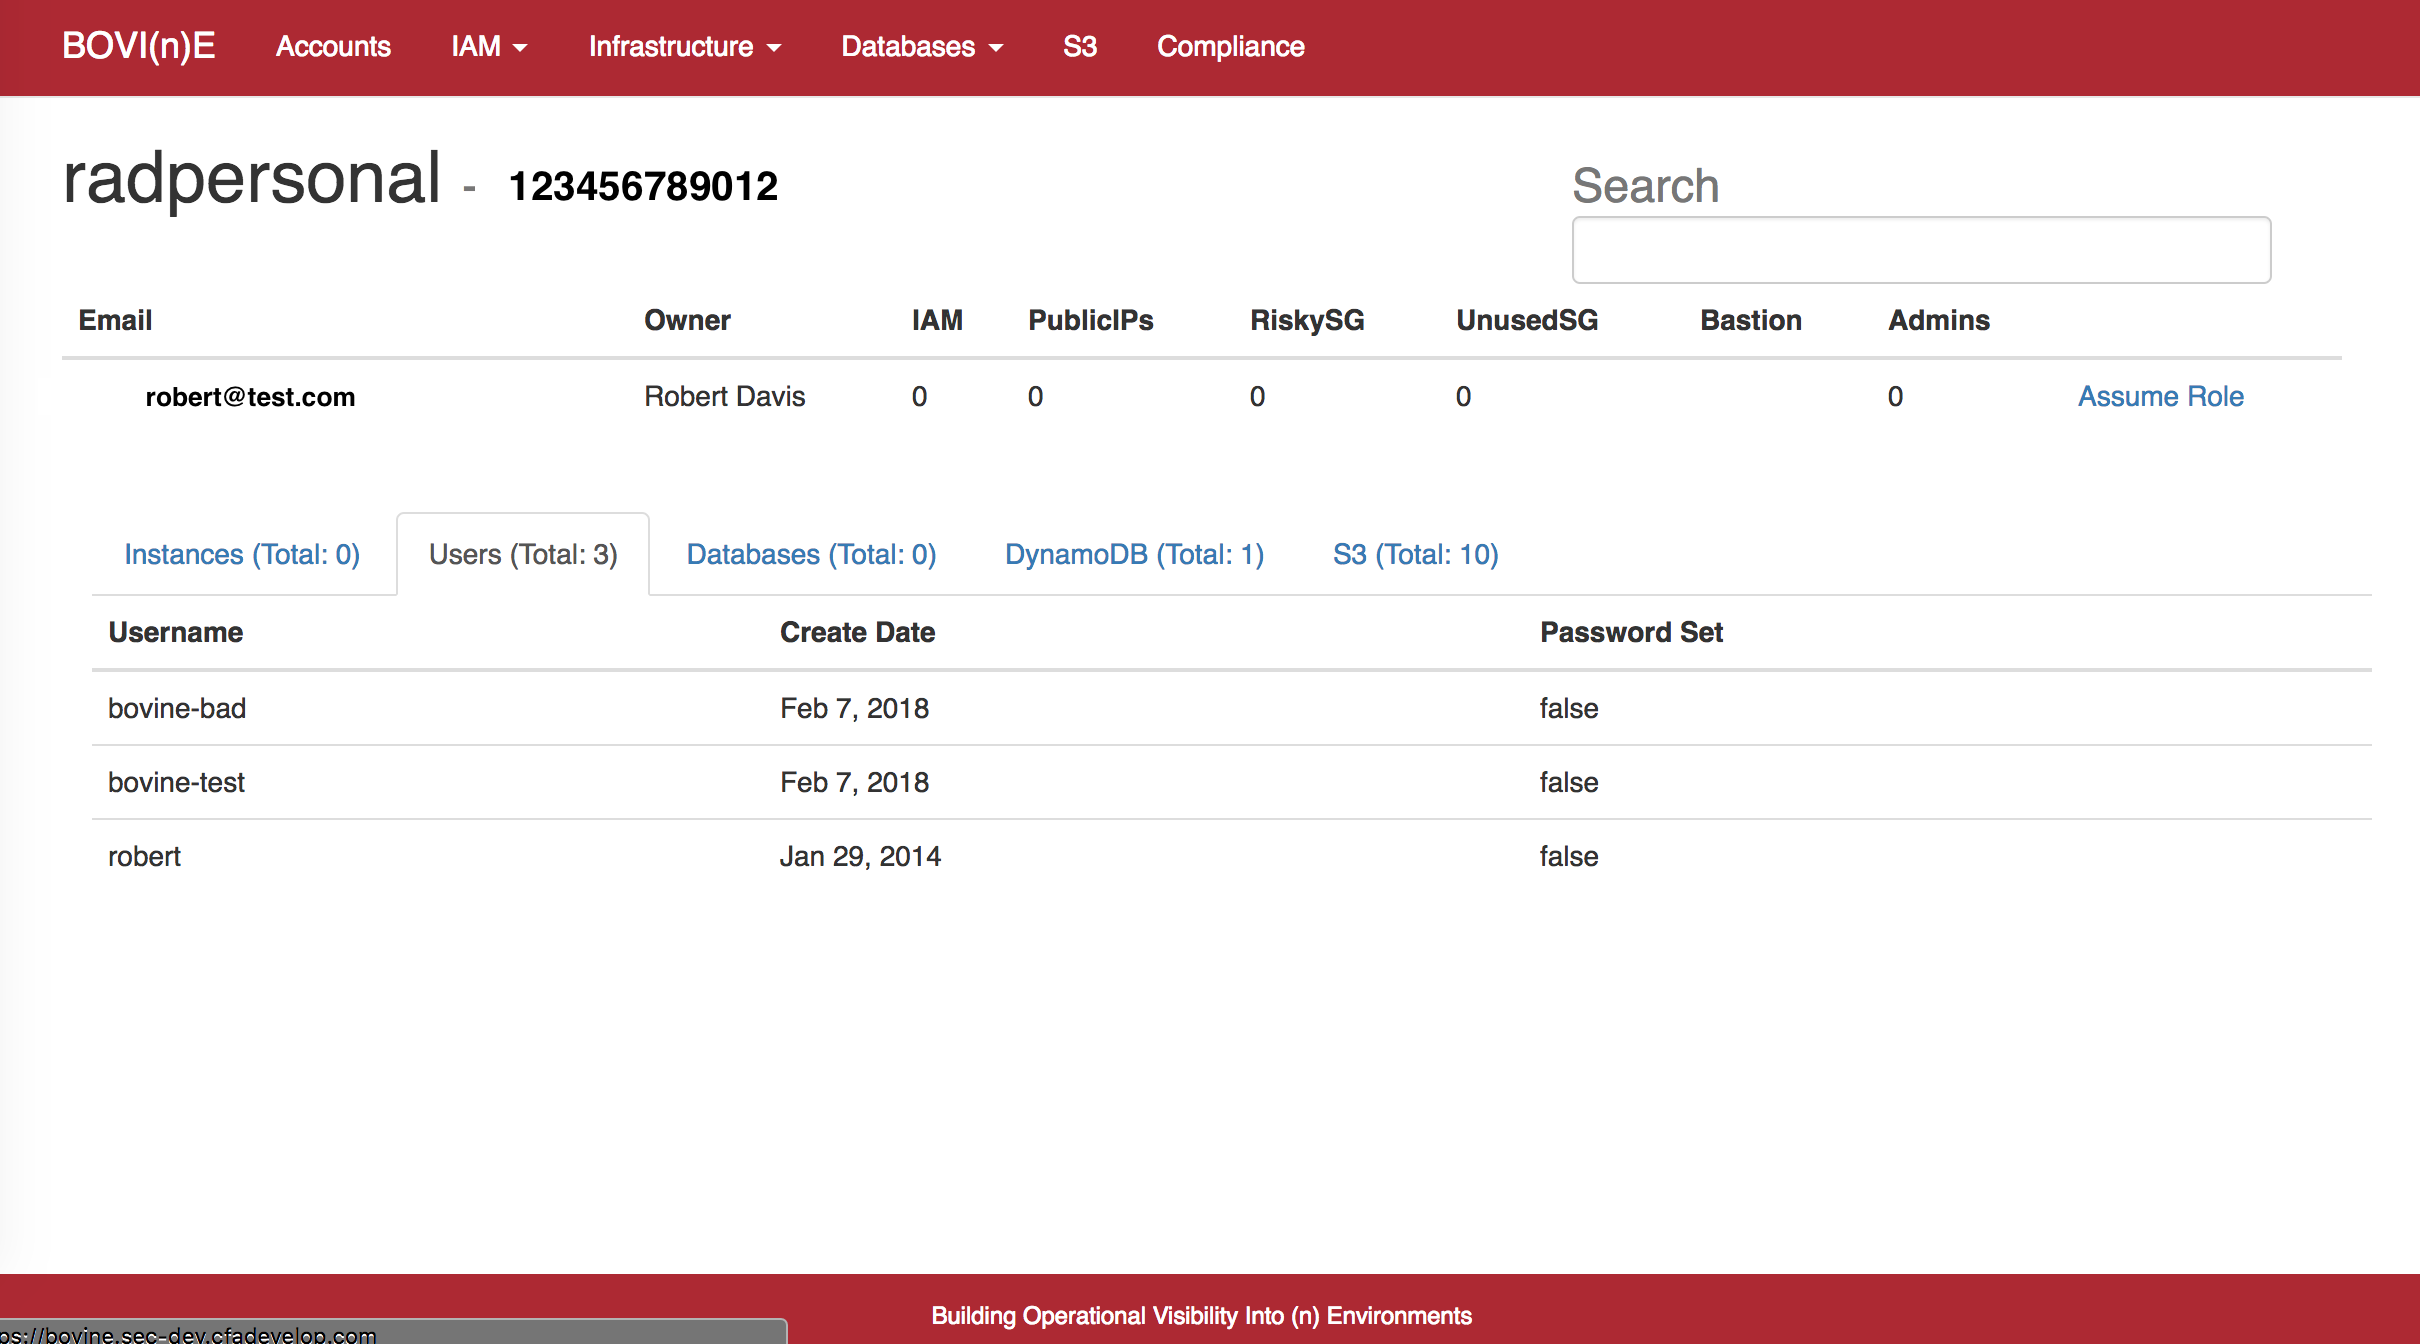 BOVI(n)E Accounts IAM Infrastructure Databases S3 Compliance
radpersonal - 123456789012
Search
Email Owner IAM PublicIPs RiskySG UnusedSG Bastion Admins
robert@test.com Robert Davis 0 0 0 0 0 Assume Role
Instances (Total: 0) Users (Total: 3) Databases (Total: 0) DynamoDB (Total: 1) S3 (Total: 10)
Username Create Date Password Set
bovine-bad Feb 7, 2018 false
bovine-test Feb 7, 2018 false
robert Jan 29, 2014 false
Building Operational Visibility Into (n) Environments
ps://bovine.sec-dev.cfadevelop.com